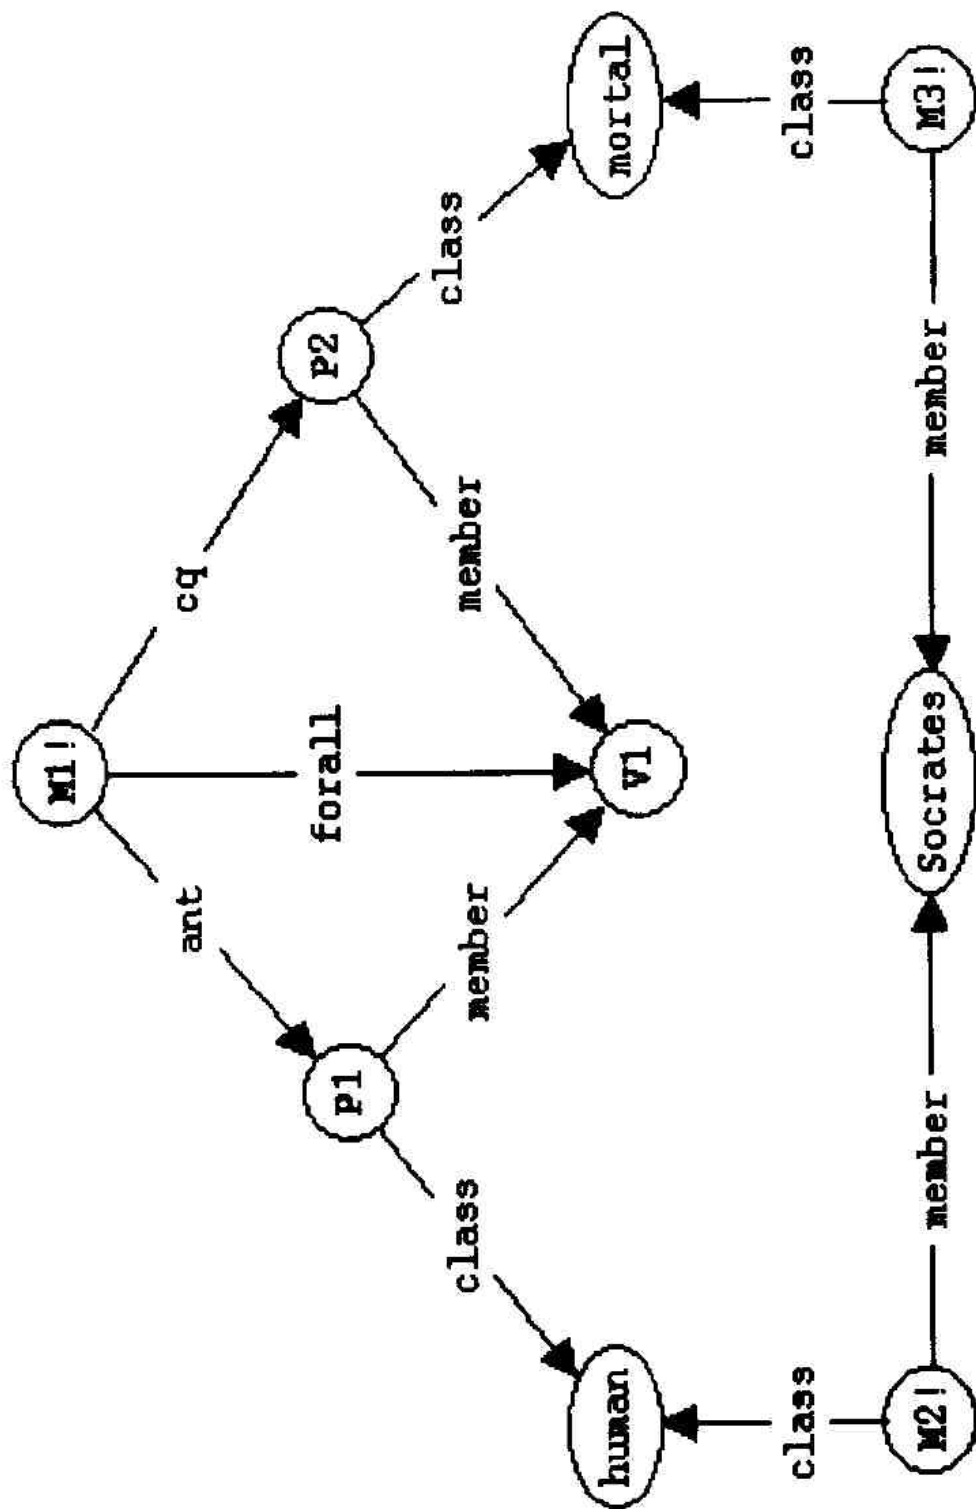 M1!
ant
cq
forall
P1
P2
class
member
member
class
V1
human
mortal
class
class
M2!
member
Socrates
member
M3!